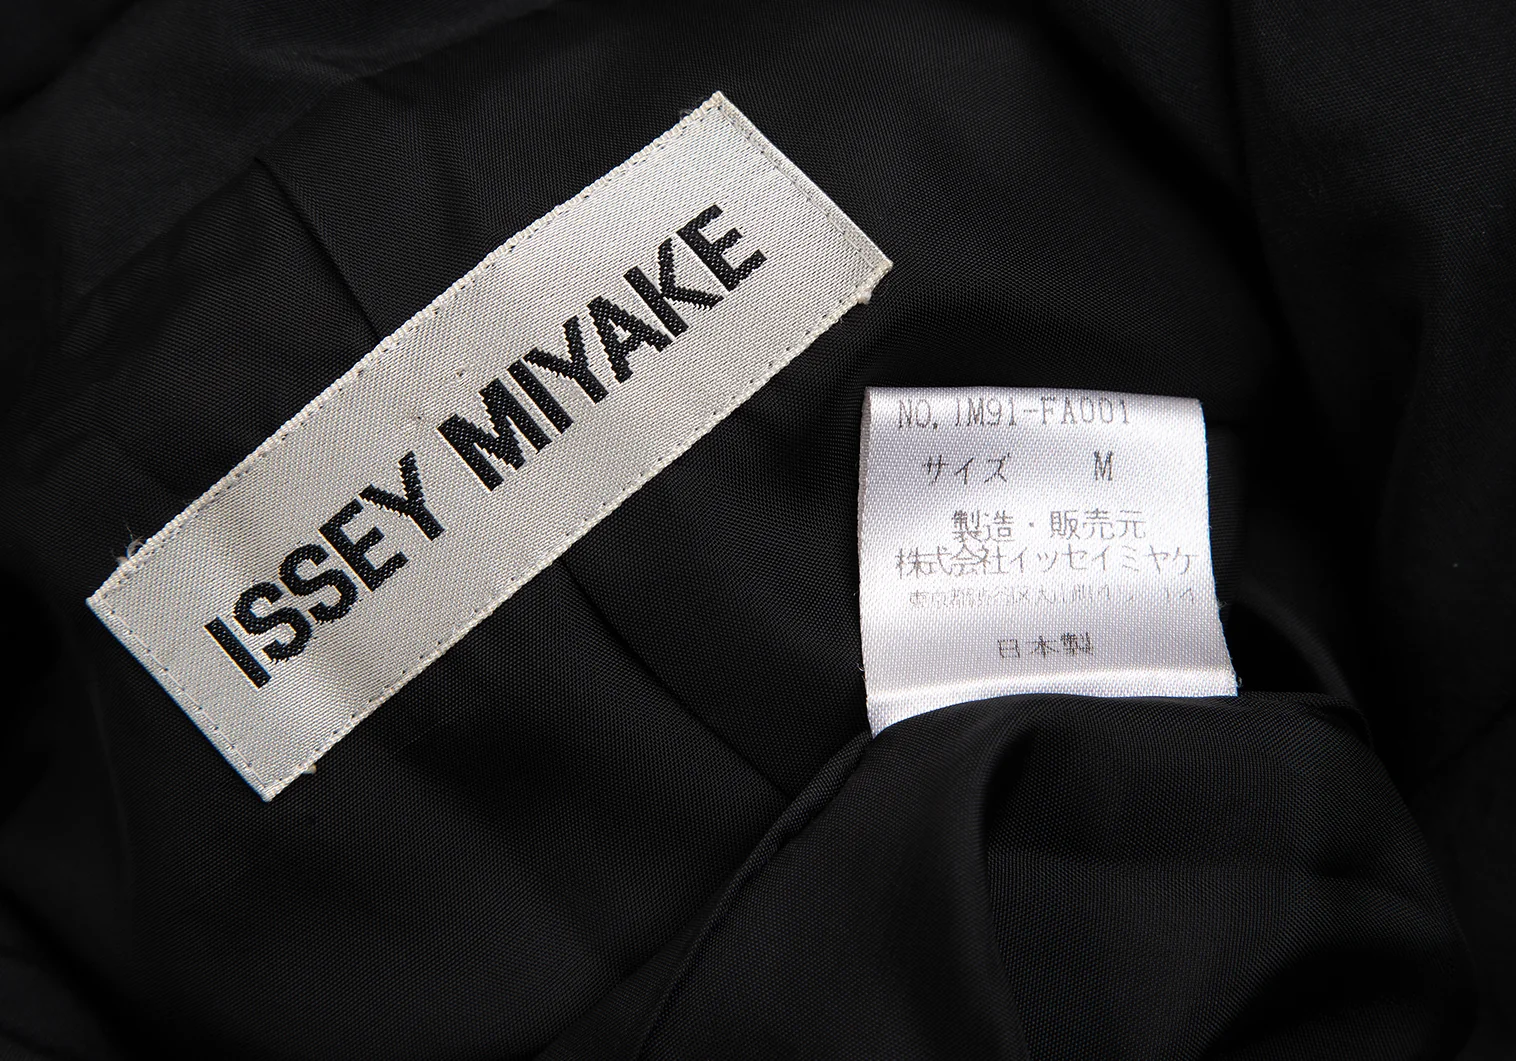 ISSEY MIYAKE
NO. IM91-FA001
サイズ M
製造・販売元
株式会社イッセイミヤケ
日本製